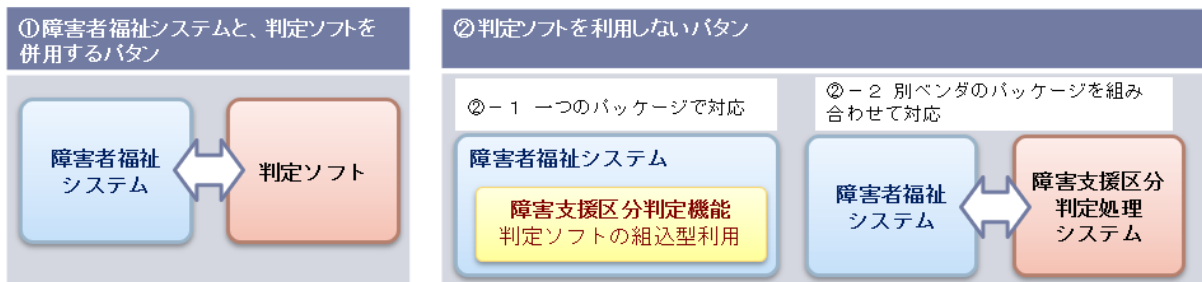 ①障害者福祉システムと、判定ソフトを
併用するパタン
障害者福祉
システム
判定ソフト
②判定ソフトを利用しないパタン
②－１ 一つのパッケージで対応
障害者福祉システム
障害支援区分判定機能
判定ソフトの組込型利用
②－２ 別ベンダのパッケージを組み
合わせて対応
障害者福祉
システム
障害支援区分
判定処理
システム